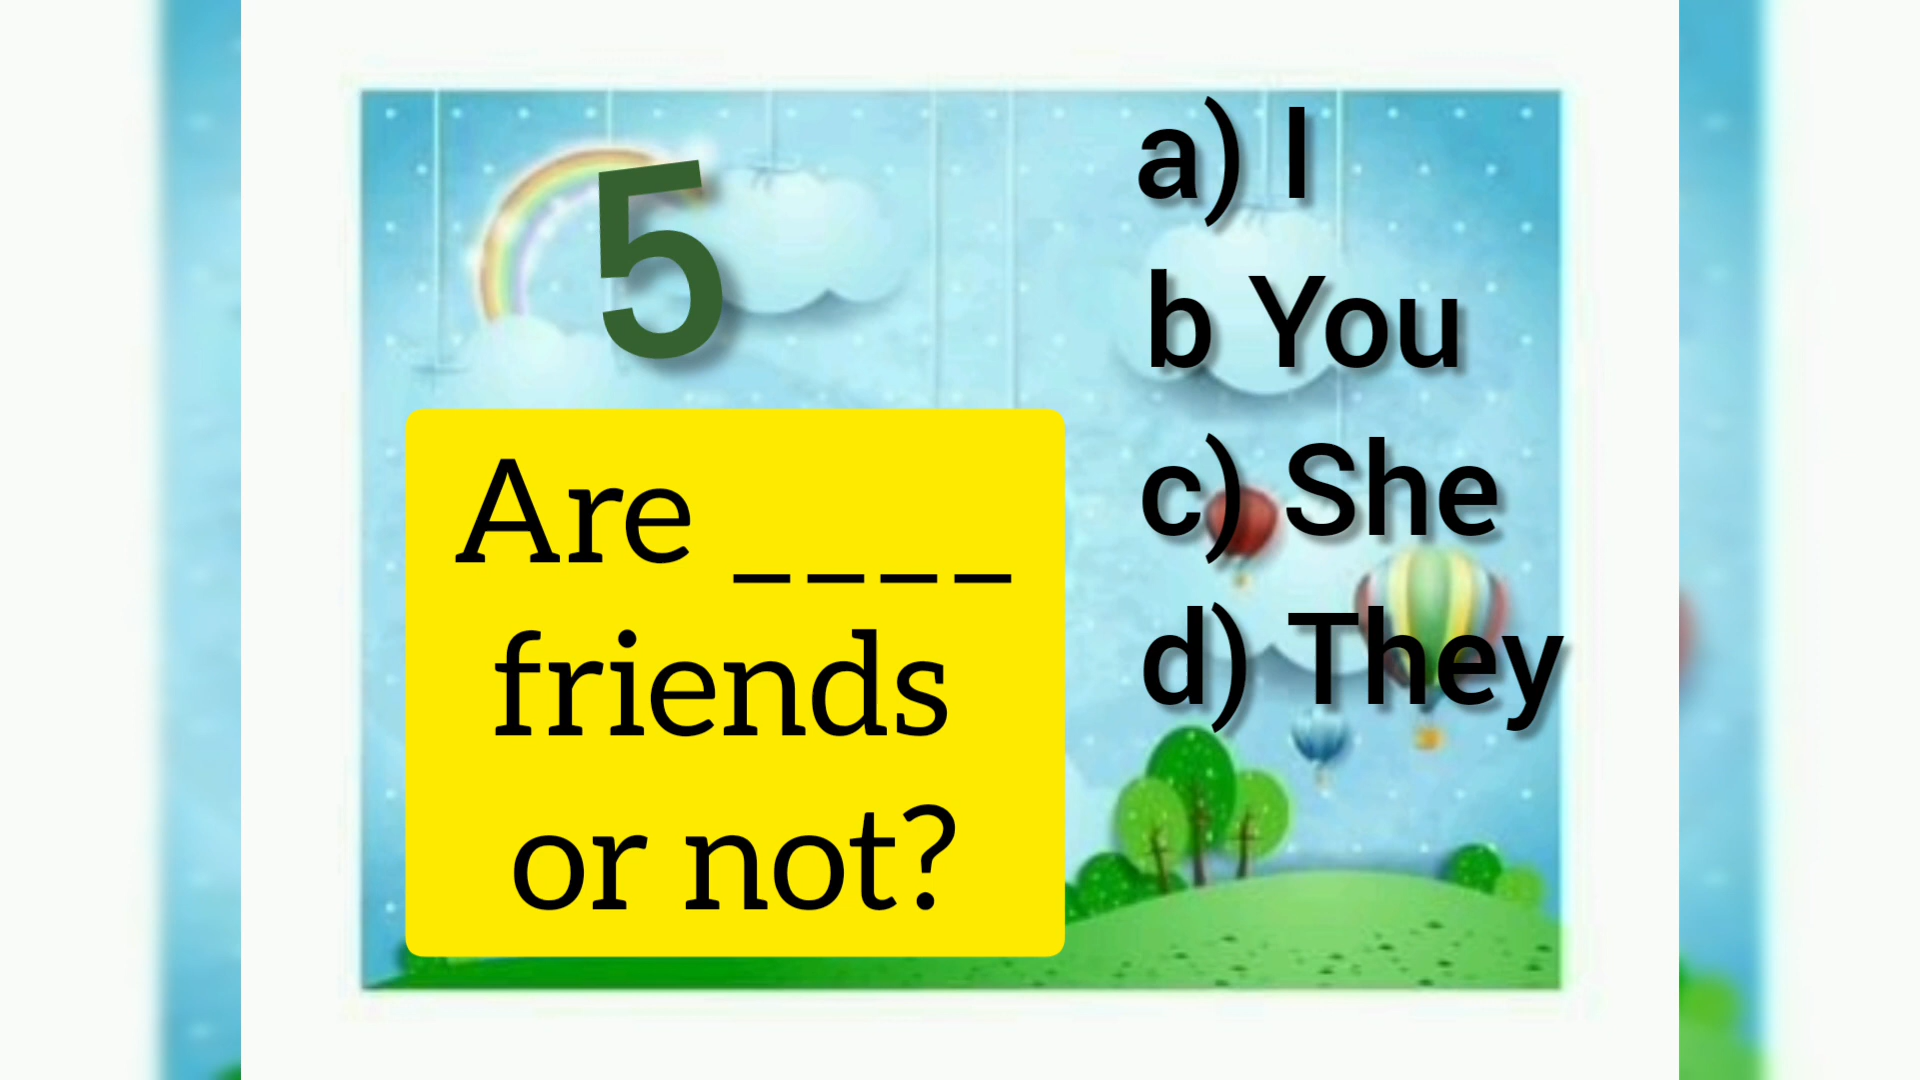 5
Are ____
friends
or not?
a) I
b You
c) She
d) They